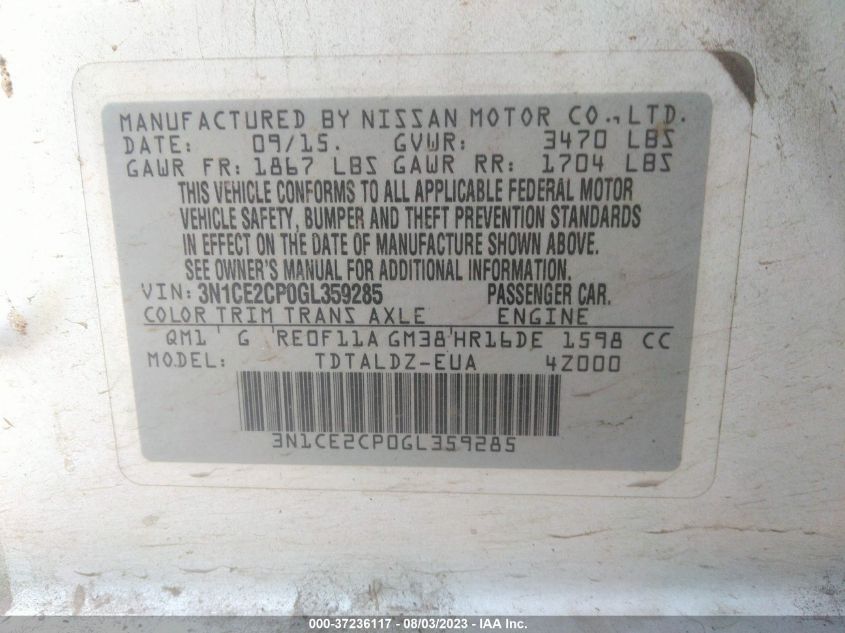 MANUFACTURED BY NISSAN MOTOR CO., LTD.
DATE: 09/15. GVWR: 3470 LBS
GAWR FR: 1867 LBS GAWR RR: 1704 LBS
THIS VEHICLE CONFORMS TO ALL APPLICABLE FEDERAL MOTOR
VEHICLE SAFETY, BUMPER AND THEFT PREVENTION STANDARDS
IN EFFECT ON THE DATE OF MANUFACTURE SHOWN ABOVE.
SEE OWNER'S MANUAL FOR ADDITIONAL INFORMATION.
VIN: 3N1CE2CP0GL359285 PASSENGER CAR.
COLOR TRIM TRANS AXLE ENGINE
QM1 G RE0F11A GM38 HR16DE 1598 CC
MODEL: TDTALDZ-EUA 4Z000
3N1CE2CP0GL359285
000-37236117 - 08/03/2023 - IAA Inc.